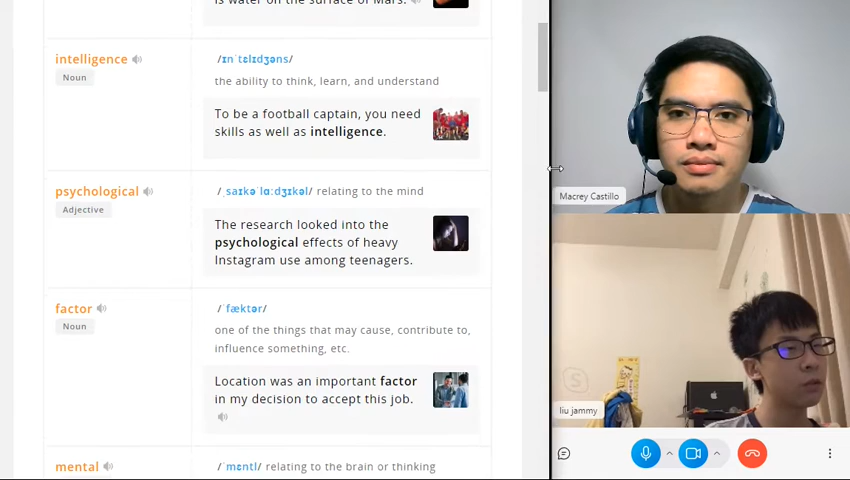 is water on the surface of Mars.
intelligence
Noun
/ɪnˈtɛlɪdʒəns/
the ability to think, learn, and understand
To be a football captain, you need
skills as well as intelligence.
psychological
Adjective
/ˌsaɪkəˈlɑːdʒɪkəl/ relating to the mind
The research looked into the
psychological effects of heavy
Instagram use among teenagers.
factor
Noun
/ˈfæktər/
one of the things that may cause, contribute to,
influence something, etc.
Location was an important factor
in my decision to accept this job.
mental
/ˈmɛntl/ relating to the brain or thinking
Macrey Castillo
liu jammy